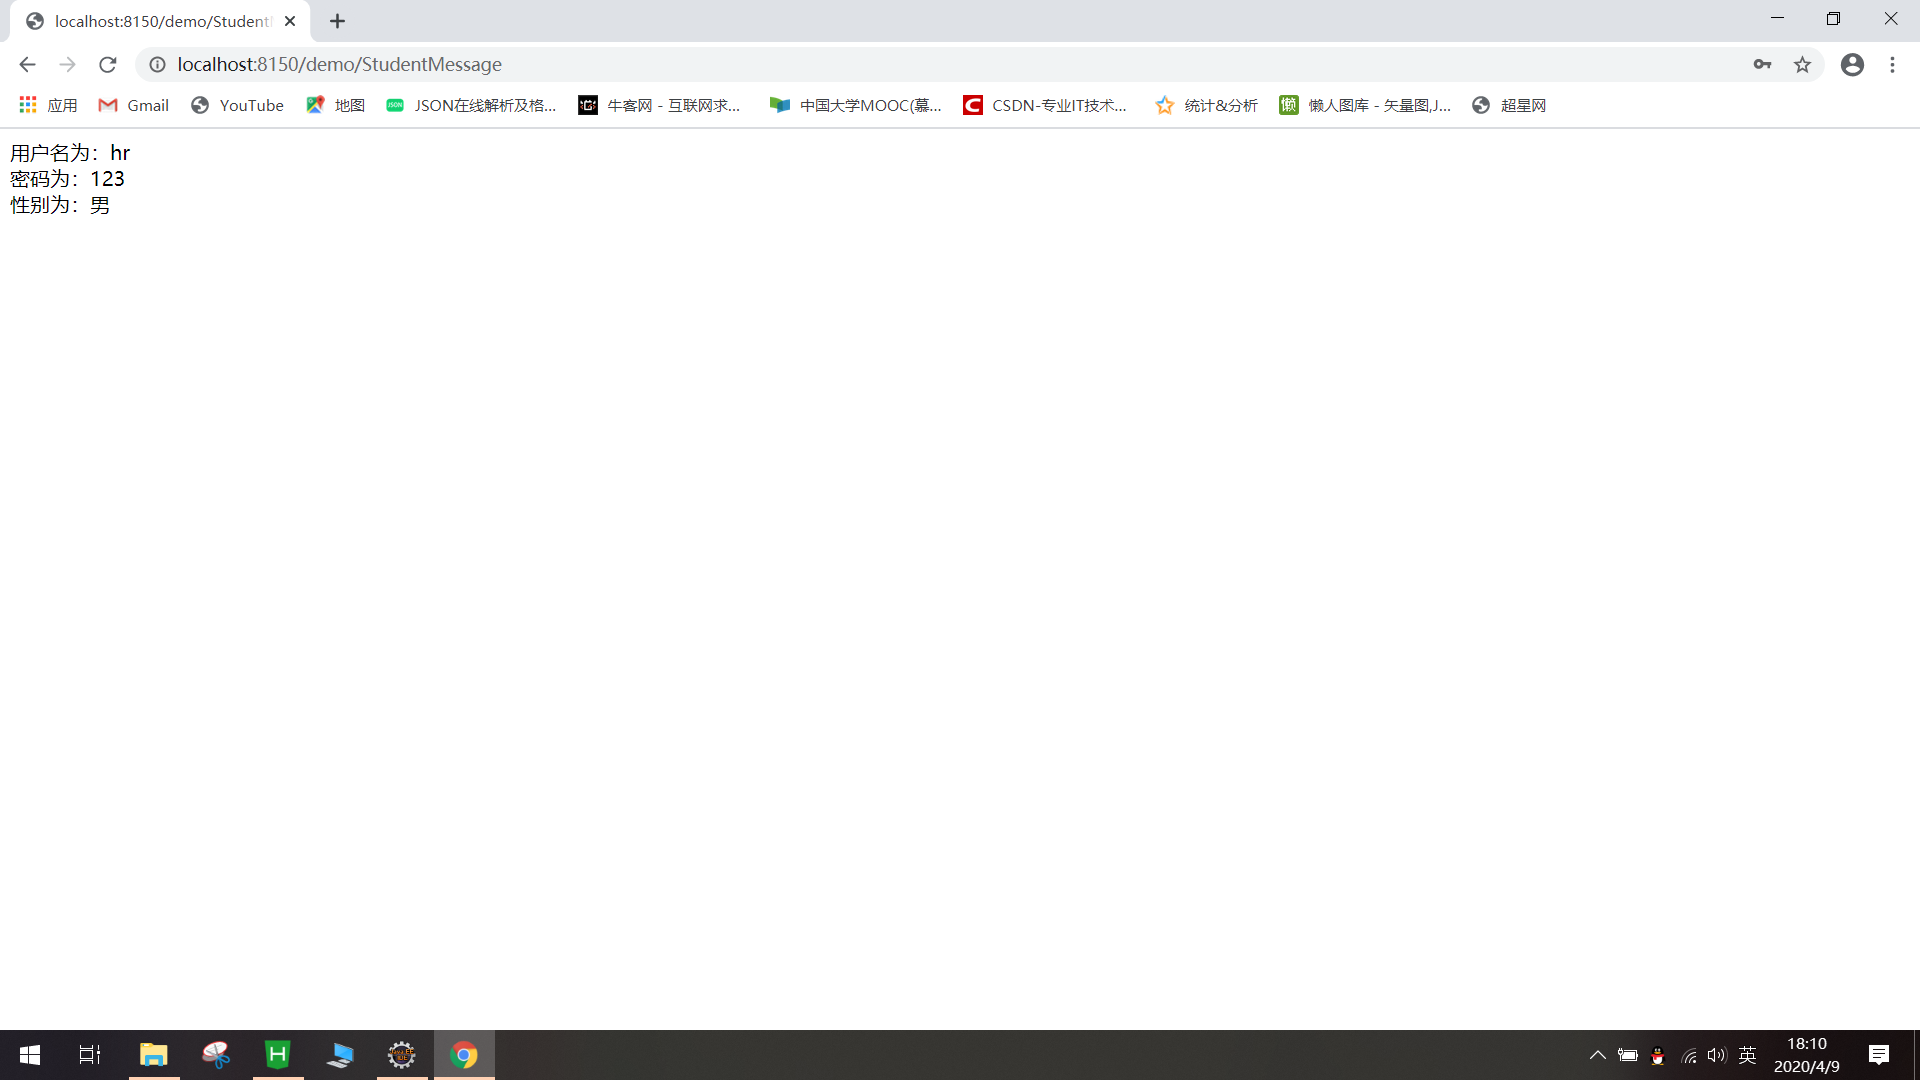 localhost:8150/demo/Student
localhost:8150/demo/StudentMessage
应用 Gmail YouTube 地图 JSON在线解析及格... 牛客网 - 互联网求... 中国大学MOOC(慕... CSDN-专业IT技术... 统计&分析 懒人图库 - 矢量图,J... 超星网
用户名为：hr
密码为：123
性别为：男
英
18:10
2020/4/9